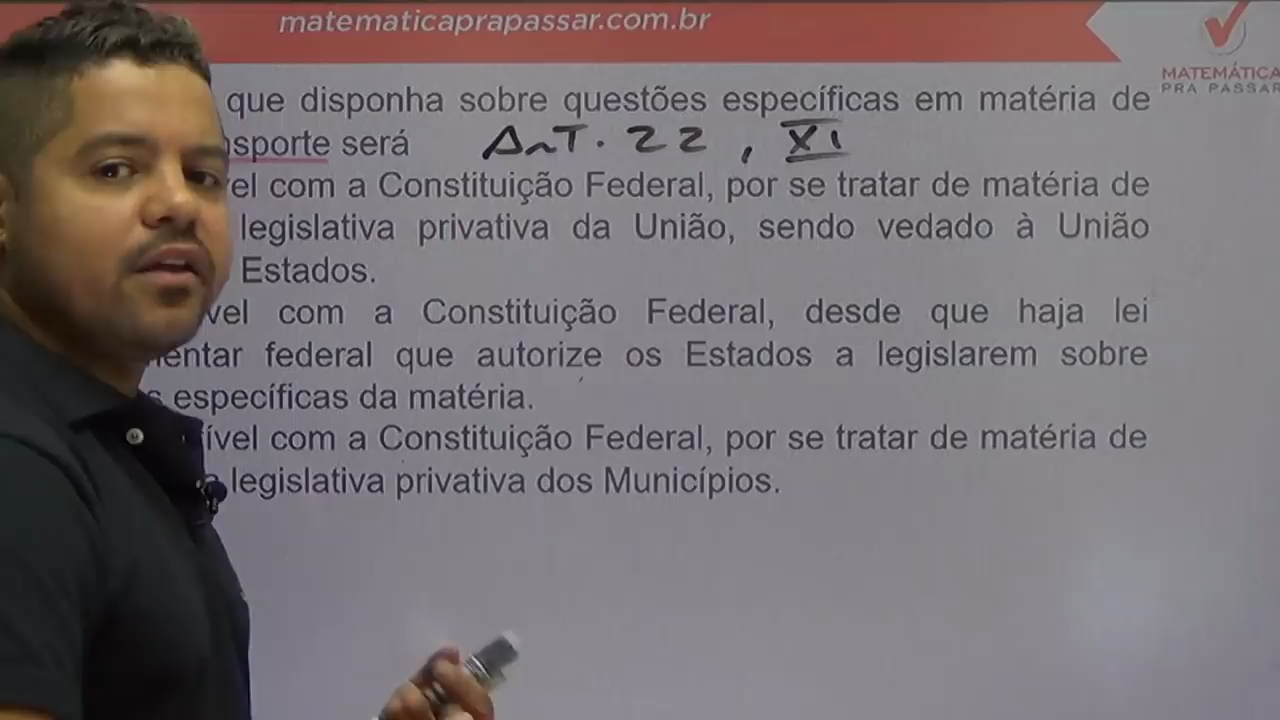 matematicaprapassar.com.br
MATEMÁTICA
PRA PASSAR
que disponha sobre questões específicas em matéria de
sporte será ArT. 22, XI
vel com a Constituição Federal, por se tratar de matéria de
legislativa privativa da União, sendo vedado à União
Estados.
vel com a Constituição Federal, desde que haja lei
entar federal que autorize os Estados a legislarem sobre
específicas da matéria.
ível com a Constituição Federal, por se tratar de matéria de
legislativa privativa dos Municípios.